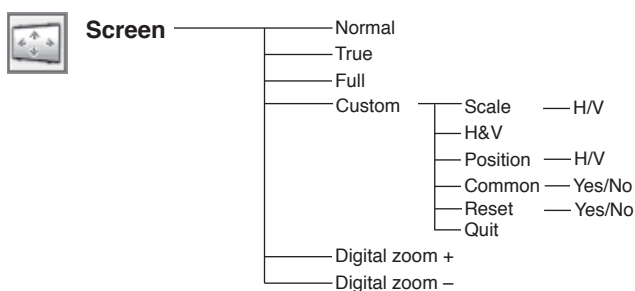 Screen
Normal
True
Full
Custom
Scale
H/V
H&V
Position
H/V
Common
Yes/No
Reset
Yes/No
Quit
Digital zoom +
Digital zoom –